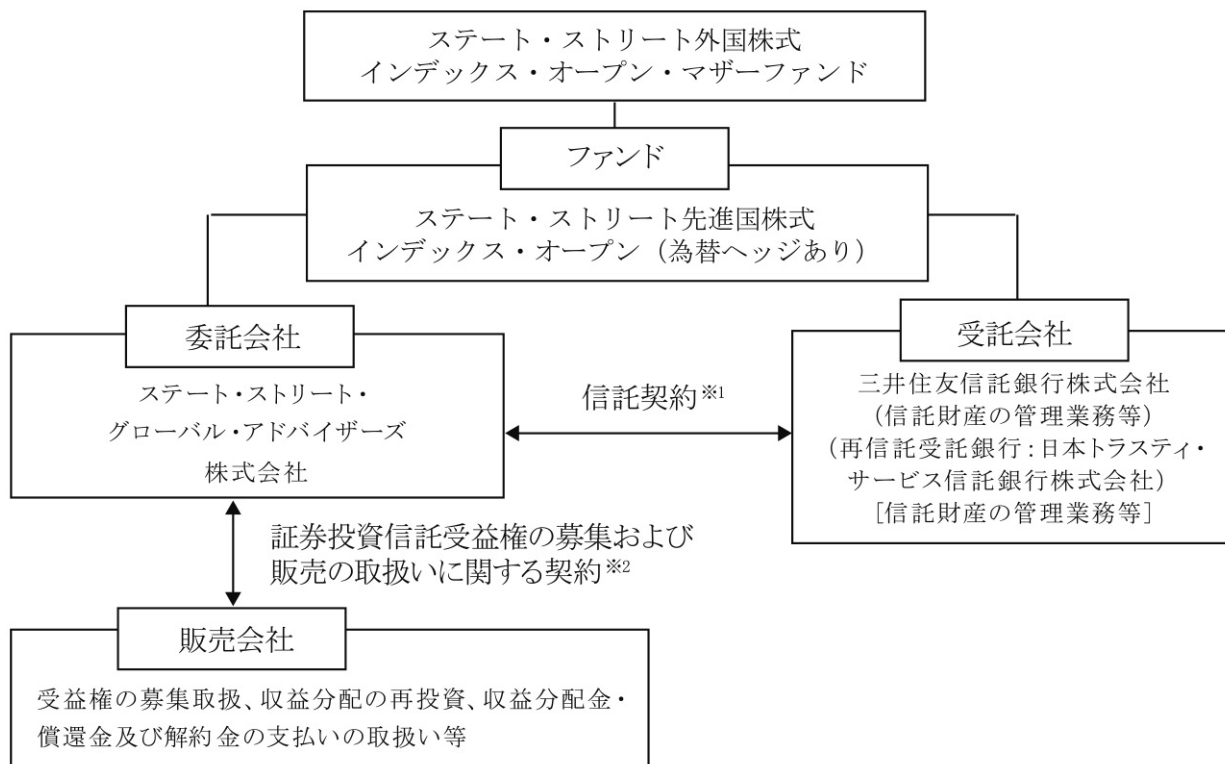 ステート・ストリート外国株式
インデックス・オープン・マザーファンド
ファンド
ステート・ストリート先進国株式
インデックス・オープン（為替ヘッジあり）
委託会社
ステート・ストリート・
グローバル・アドバイザーズ
株式会社
信託契約※1
受託会社
三井住友信託銀行株式会社
(信託財産の管理業務等)
(再信託受託銀行:日本トラスティ・
サービス信託銀行株式会社)
[信託財産の管理業務等]
証券投資信託受益権の募集および
販売の取扱いに関する契約※2
販売会社
受益権の募集取扱、収益分配の再投資、収益分配金・
償還金及び解約金の支払いの取扱い等